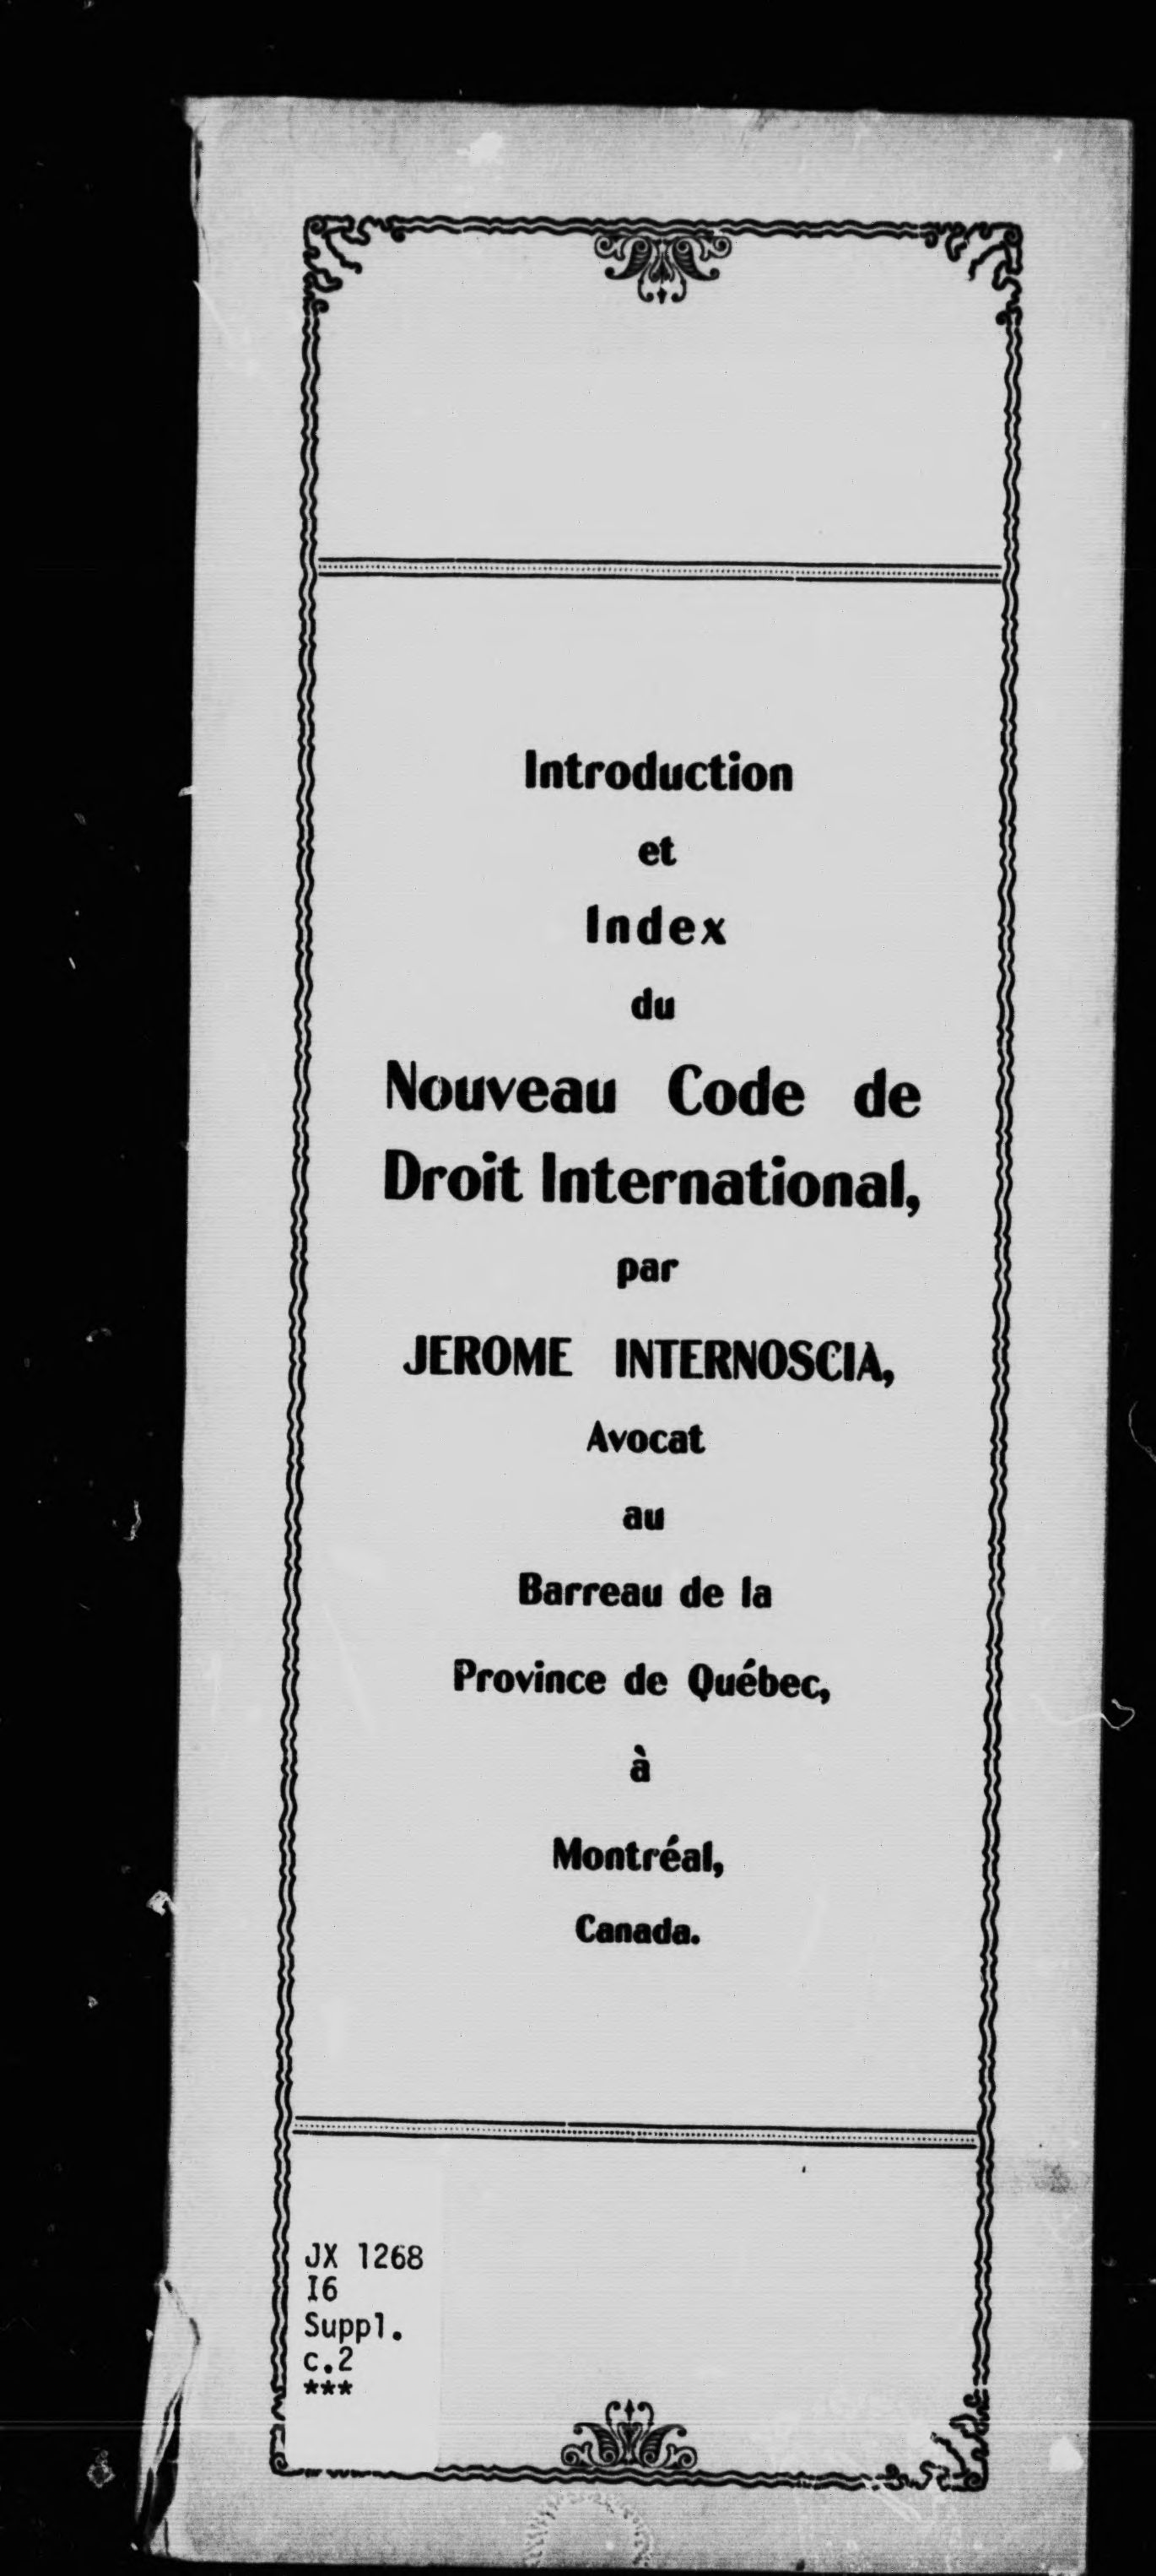 Introduction
et
Index
du
Nouveau Code de
Droit International,
par
JEROME INTERNOSCIA,
Avocat
au
Barreau de la
Province de Québec,
à
Montréal,
Canada.
JX 1268
I6
Suppl.
c.2
***